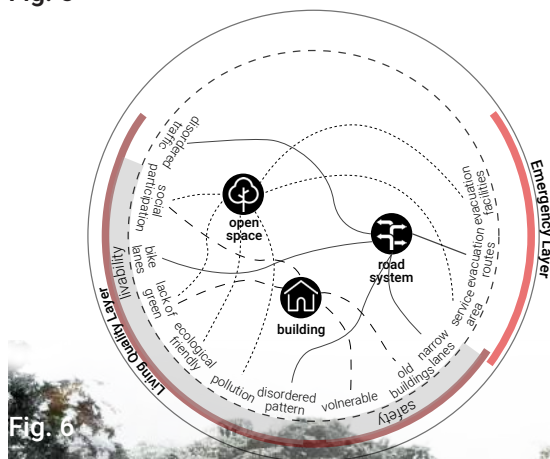 disordered
traffic
social
participation
open
space
road
system
building
bike
lanes
livability
lack of
green
ecological
friendly
pollution
disordered
pattern
volnerable
old
buildings
narrow
lanes
safety
service
area
evacuation
routes
evacuation
facilities
Emergency Layer
Living Quality Layer
Fig. 6